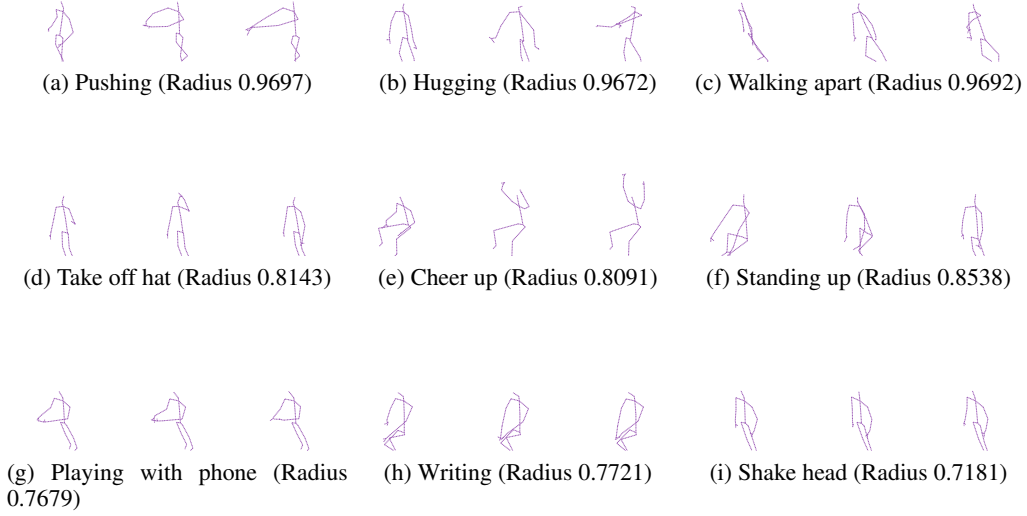 (a) Pushing (Radius 0.9697)
(b) Hugging (Radius 0.9672)
(c) Walking apart (Radius 0.9692)
(d) Take off hat (Radius 0.8143)
(e) Cheer up (Radius 0.8091)
(f) Standing up (Radius 0.8538)
(g) Playing with phone (Radius
0.7679)
(h) Writing (Radius 0.7721)
(i) Shake head (Radius 0.7181)